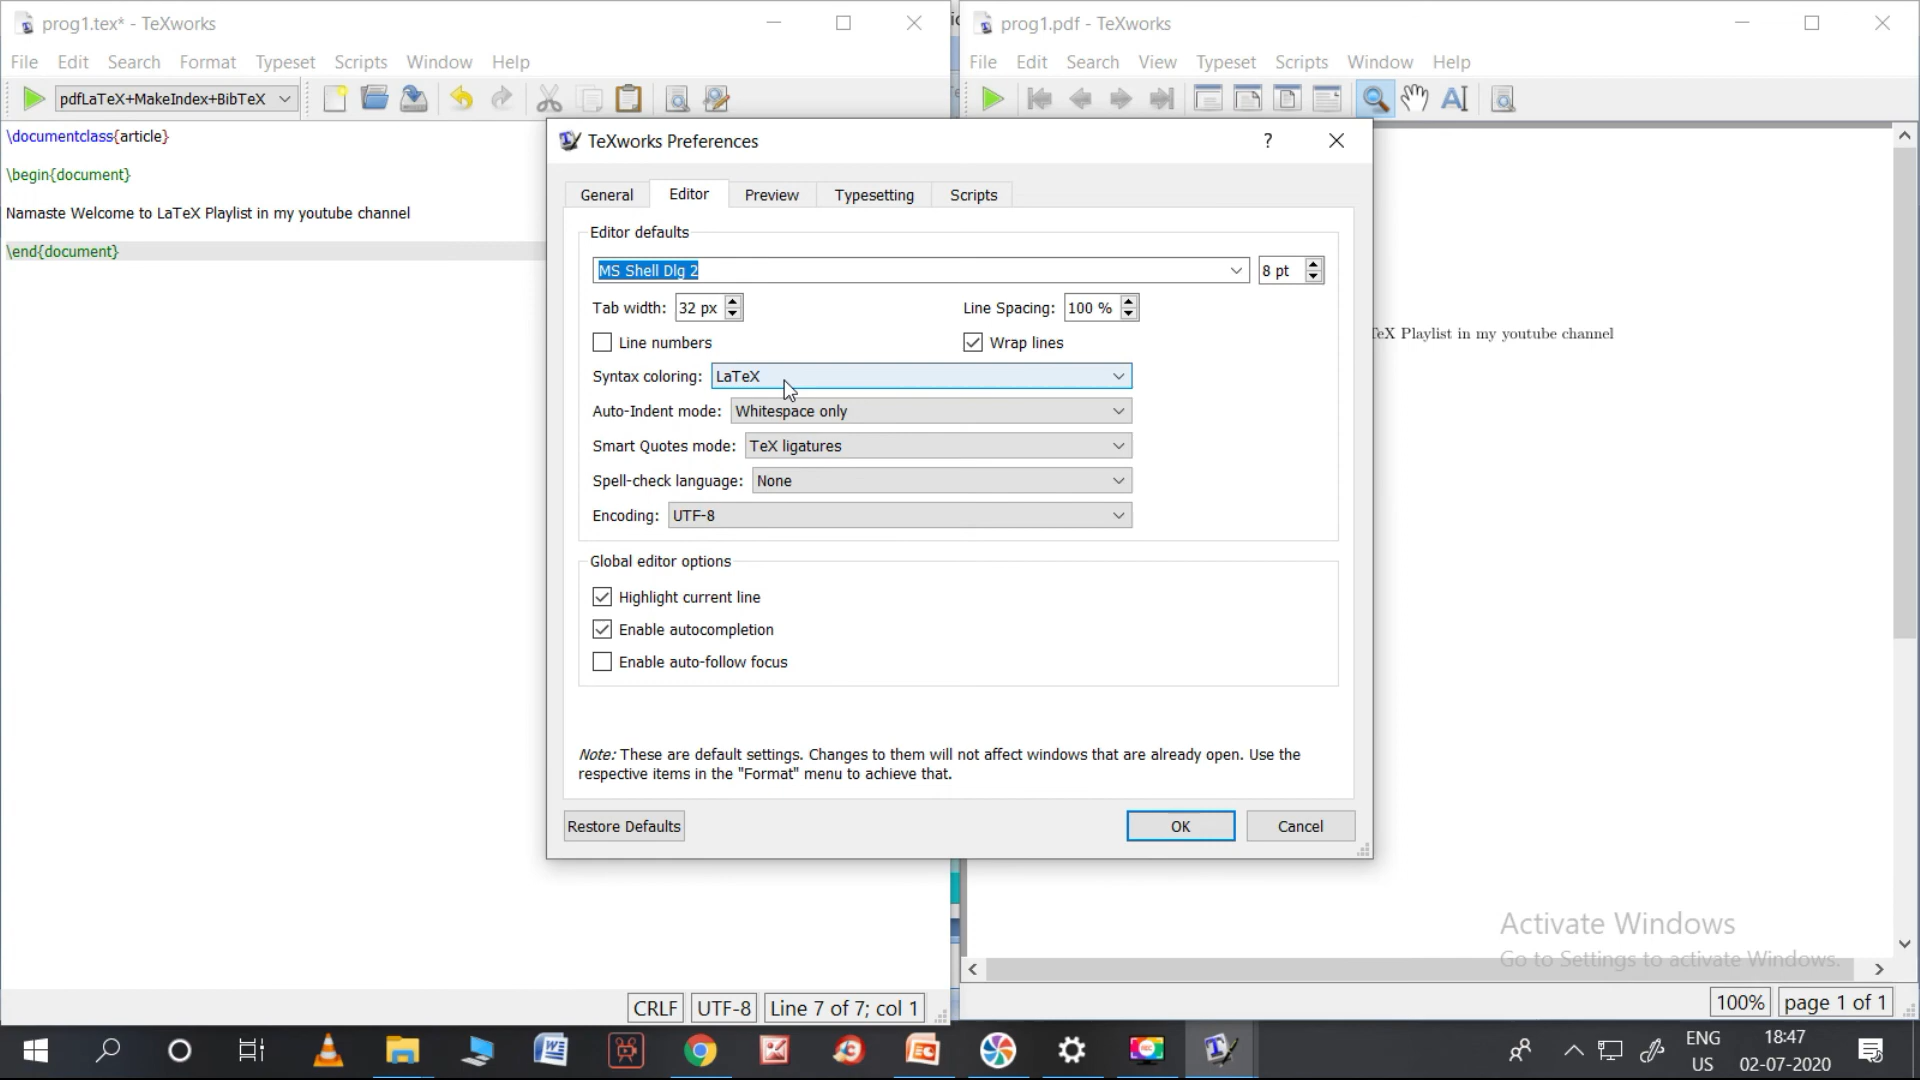 prog1.tex* - TeXworks
File Edit Search Format Typeset Scripts Window Help
pdfLaTeX+MakeIndex+BibTeX
\documentclass{article}
\begin{document}
Namaste Welcome to LaTeX Playlist in my youtube channel
\end{document}
CRLF UTF-8 Line 7 of 7; col 1
prog1.pdf - TeXworks
File Edit Search View Typeset Scripts Window Help
TeX Playlist in my youtube channel
TeXworks Preferences
General Editor Preview Typesetting Scripts
Editor defaults
MS Shell Dlg 2 8 pt
Tab width: 32 px Line Spacing: 100 %
Line numbers Wrap lines
Syntax coloring: LaTeX
Auto-Indent mode: Whitespace only
Smart Quotes mode: TeX ligatures
Spell-check language: None
Encoding: UTF-8
Global editor options
Highlight current line
Enable autocompletion
Enable auto-follow focus
Note: These are default settings. Changes to them will not affect windows that are already open. Use the
respective items in the "Format" menu to achieve that.
Restore Defaults OK Cancel
Activate Windows
Go to Settings to activate Windows.
100% page 1 of 1
ENG 18:47
US 02-07-2020